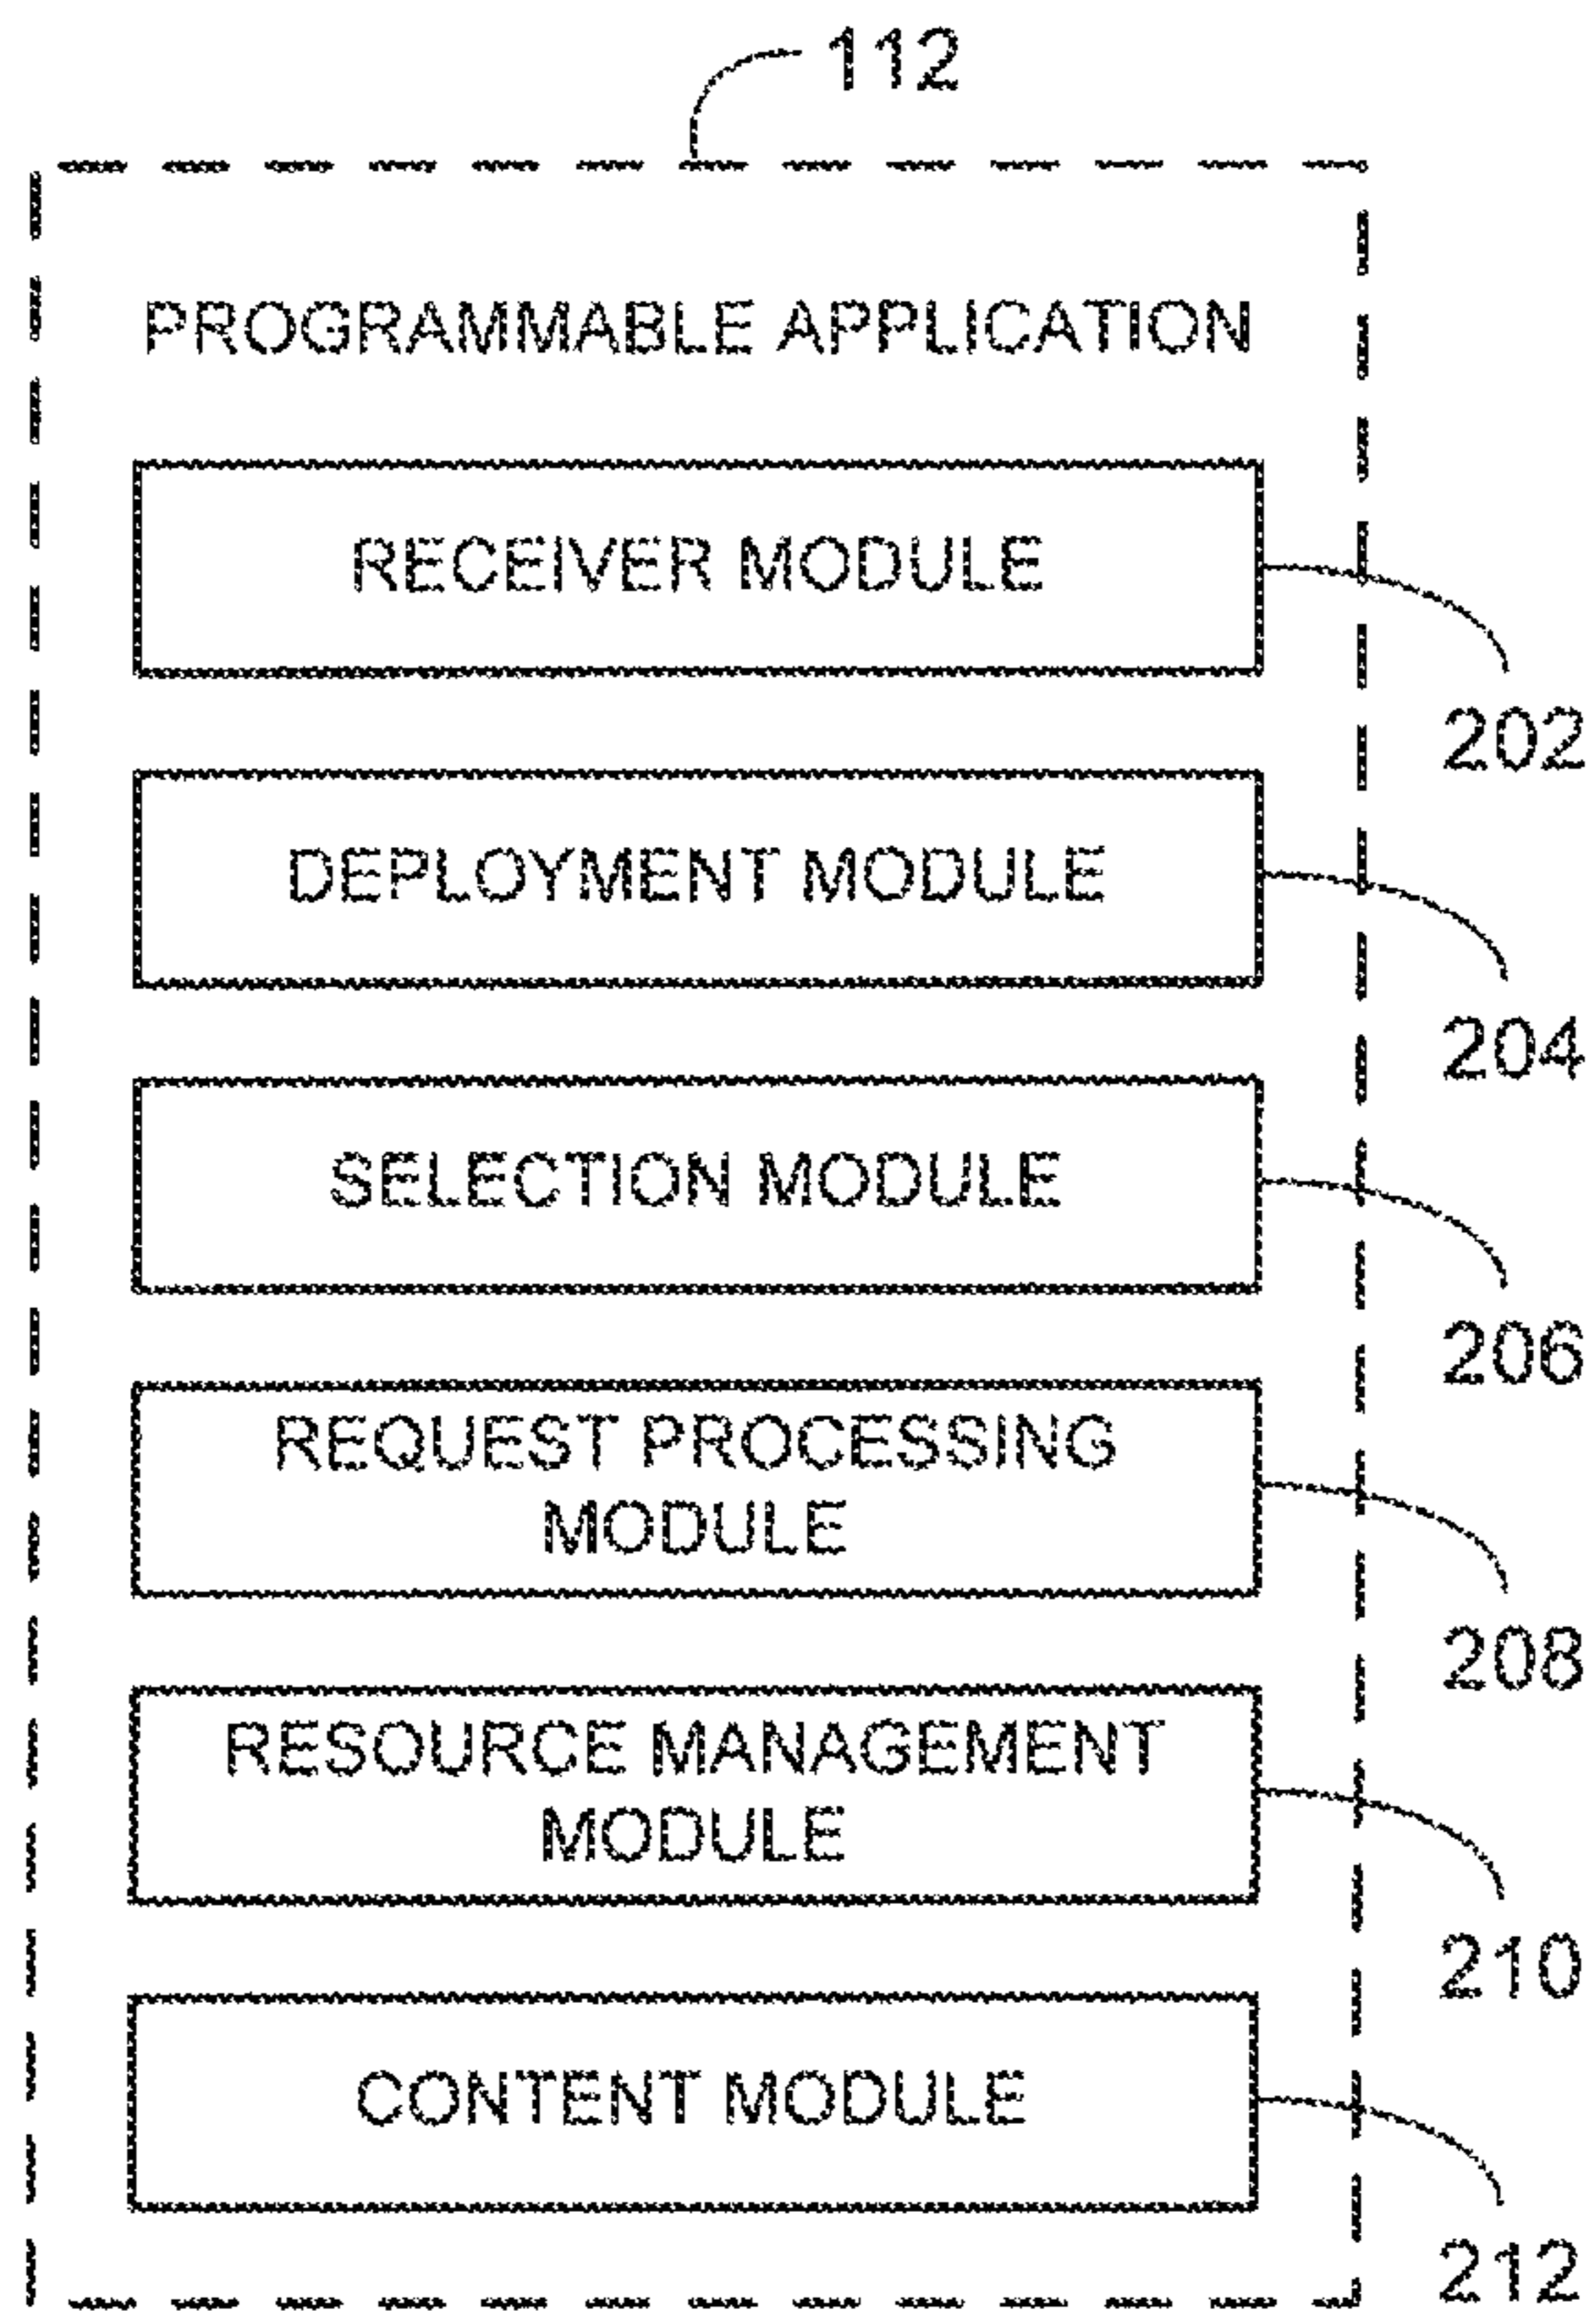 112
PROGRAMMABLE APPLICATION
RECEIVER MODULE
202
DEPLOYMENT MODULE
204
SELECTION MODULE
206
REQUEST PROCESSING
MODULE
208
RESOURCE MANAGEMENT
MODULE
210
CONTENT MODULE
212